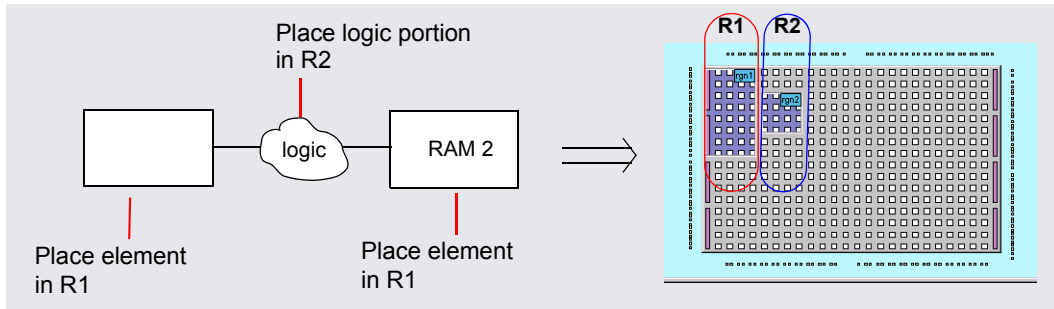 Place logic portion
in R2
logic
RAM 2
Place element
in R1
Place element
in R1
R1
R2
rgn1
rgn2